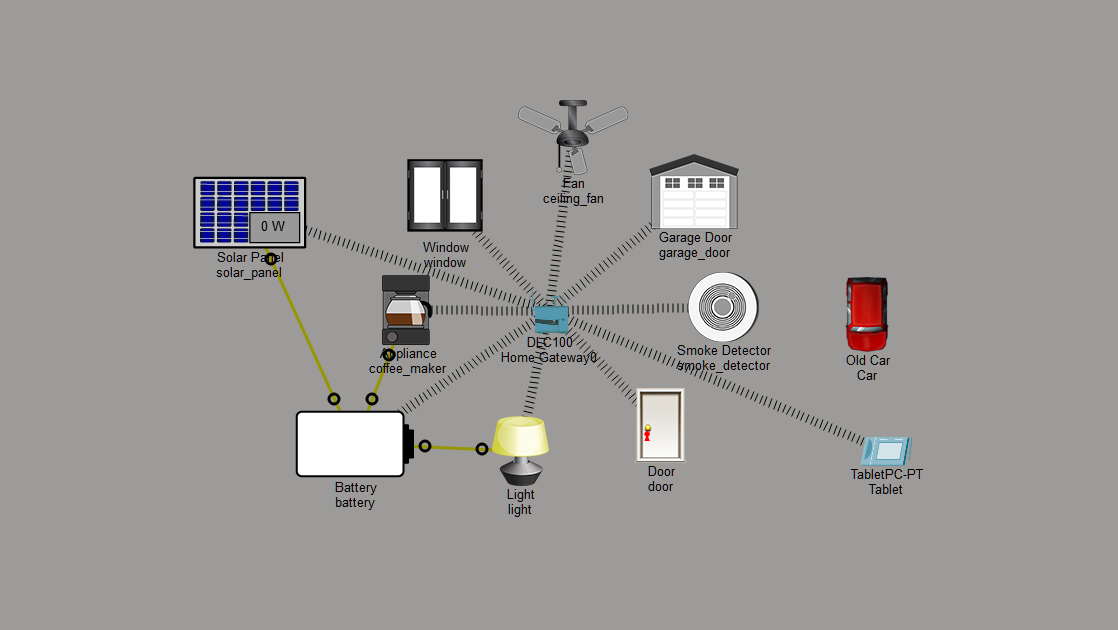 Fan
ceiling_fan
0 W
Solar Panel
solar_panel
Window
window
Garage Door
garage_door
Appliance
coffee_maker
DLC100
Home Gateway0
Smoke Detector
smoke_detector
Old Car
Car
Battery
battery
Light
light
Door
door
TabletPC-PT
Tablet